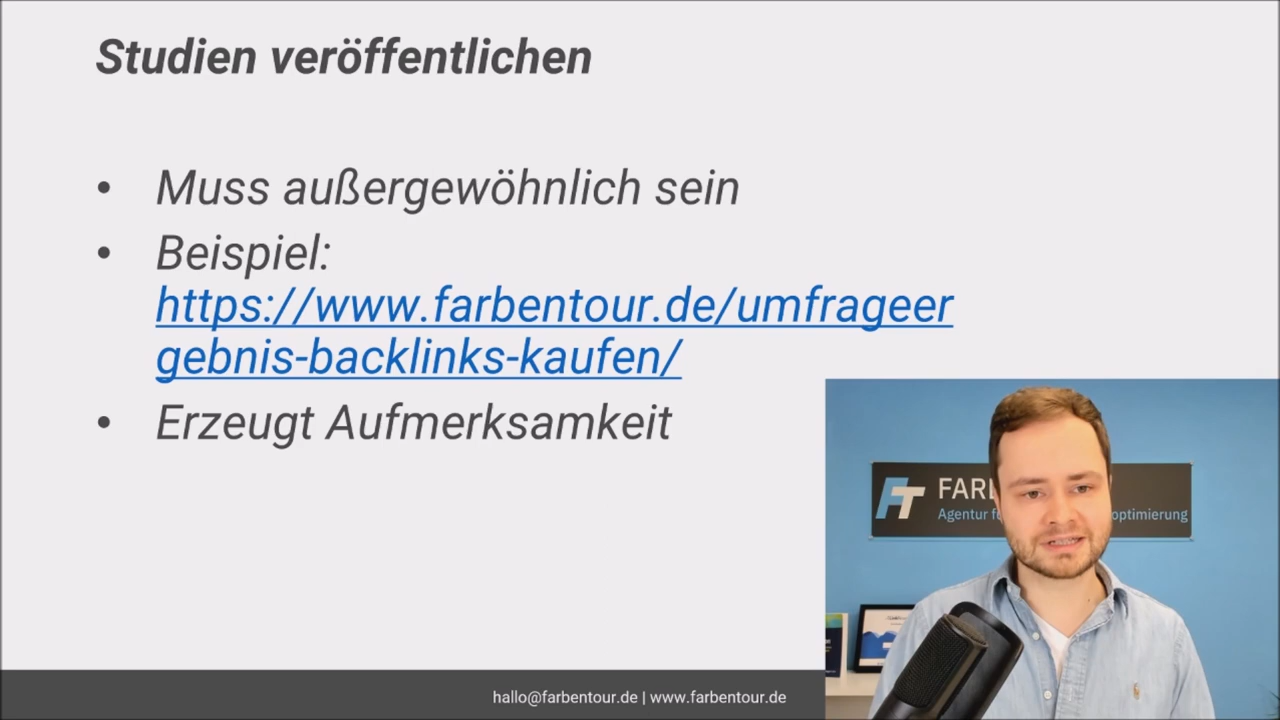 Studien veröffentlichen
• Muss außergewöhnlich sein
• Beispiel:
https://www.farbentour.de/umfrageer
gebnis-backlinks-kaufen/
• Erzeugt Aufmerksamkeit
FT
FAR
Agentur f
optimierung
hallo@farbentour.de | www.farbentour.de